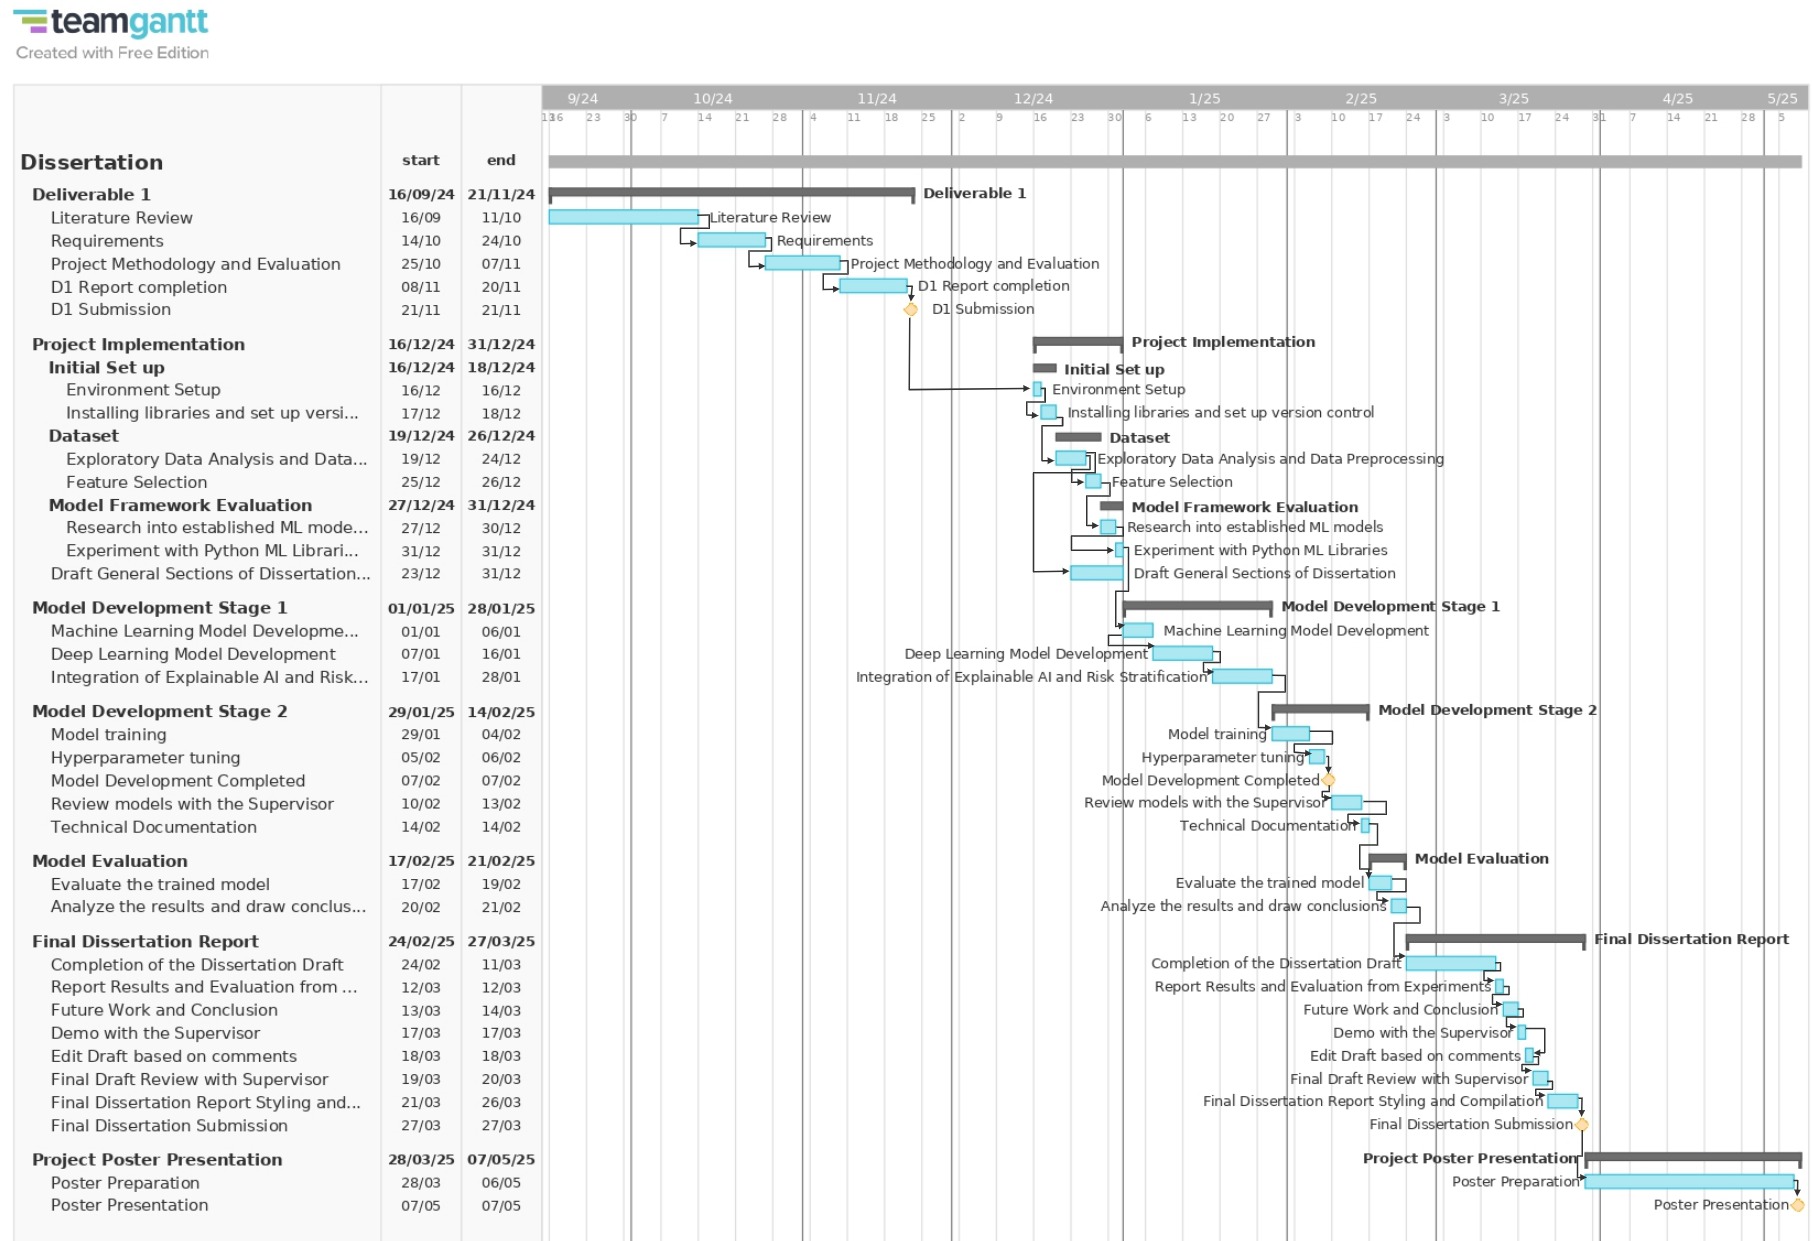 teamgantt
Created with Free Edition
9/24 10/24 11/24 12/24 1/25 2/25 3/25 4/25 5/25
16 23 30 7 14 21 28 4 11 18 25 2 9 16 23 30 6 13 20 27 3 10 17 24 3 10 17 24 31 7 14 21 28 5
Dissertation start end
Deliverable 1 16/09/24 21/11/24 Deliverable 1
Literature Review 16/09 11/10 Literature Review
Requirements 14/10 24/10 Requirements
Project Methodology and Evaluation 25/10 07/11 Project Methodology and Evaluation
D1 Report completion 08/11 20/11 D1 Report completion
D1 Submission 21/11 21/11 D1 Submission
Project Implementation 16/12/24 31/12/24 Project Implementation
Initial Set up 16/12/24 18/12/24 Initial Set up
Environment Setup 16/12 16/12 Environment Setup
Installing libraries and set up versi... 17/12 18/12 Installing libraries and set up version control
Dataset 19/12/24 26/12/24 Dataset
Exploratory Data Analysis and Data... 19/12 24/12 Exploratory Data Analysis and Data Preprocessing
Feature Selection 25/12 26/12 Feature Selection
Model Framework Evaluation 27/12/24 31/12/24 Model Framework Evaluation
Research into established ML mode... 27/12 30/12 Research into established ML models
Experiment with Python ML Librari... 31/12 31/12 Experiment with Python ML Libraries
Draft General Sections of Dissertation... 23/12 31/12 Draft General Sections of Dissertation
Model Development Stage 1 01/01/25 28/01/25 Model Development Stage 1
Machine Learning Model Developme... 01/01 06/01 Machine Learning Model Development
Deep Learning Model Development 07/01 16/01 Deep Learning Model Development
Integration of Explainable AI and Risk... 17/01 28/01 Integration of Explainable AI and Risk Stratification
Model Development Stage 2 29/01/25 14/02/25 Model Development Stage 2
Model training 29/01 04/02 Model training
Hyperparameter tuning 05/02 06/02 Hyperparameter tuning
Model Development Completed 07/02 07/02 Model Development Completed
Review models with the Supervisor 10/02 13/02 Review models with the Supervisor
Technical Documentation 14/02 14/02 Technical Documentation
Model Evaluation 17/02/25 21/02/25 Model Evaluation
Evaluate the trained model 17/02 19/02 Evaluate the trained model
Analyze the results and draw conclus... 20/02 21/02 Analyze the results and draw conclusions
Final Dissertation Report 24/02/25 27/03/25 Final Dissertation Report
Completion of the Dissertation Draft 24/02 11/03 Completion of the Dissertation Draft
Report Results and Evaluation from ... 12/03 12/03 Report Results and Evaluation from Experiments
Future Work and Conclusion 13/03 14/03 Future Work and Conclusion
Demo with the Supervisor 17/03 17/03 Demo with the Supervisor
Edit Draft based on comments 18/03 18/03 Edit Draft based on comments
Final Draft Review with Supervisor 19/03 20/03 Final Draft Review with Supervisor
Final Dissertation Report Styling and... 21/03 26/03 Final Dissertation Report Styling and Compilation
Final Dissertation Submission 27/03 27/03 Final Dissertation Submission
Project Poster Presentation 28/03/25 07/05/25 Project Poster Presentation
Poster Preparation 28/03 06/05 Poster Preparation
Poster Presentation 07/05 07/05 Poster Presentation